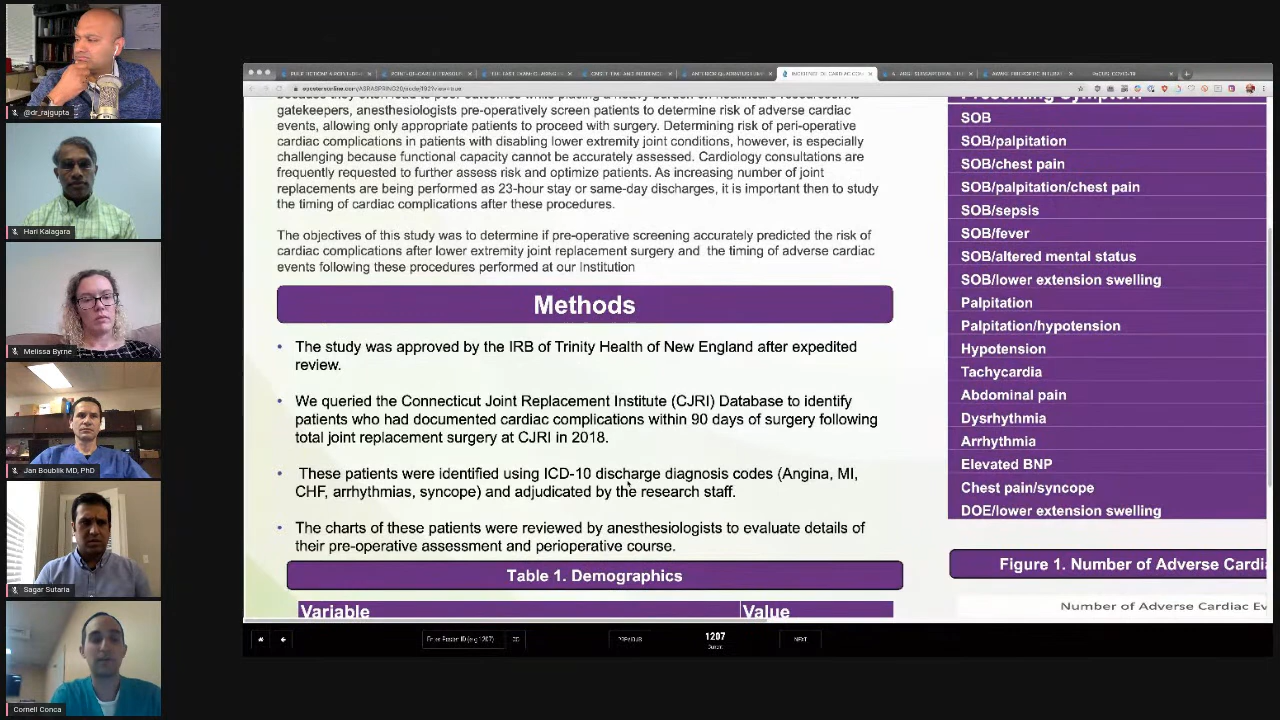 @dr_rajgupta
Hari Kalagara
Melissa Byrne
Jan Boublik MD, PhD
Sagar Sutaria
Cornell Conca
gatekeepers, anesthesiologists pre-operatively screen patients to determine risk of adverse cardiac
events, allowing only appropriate patients to proceed with surgery. Determining risk of peri-operative
cardiac complications in patients with disabling lower extremity joint conditions, however, is especially
challenging because functional capacity cannot be accurately assessed. Cardiology consultations are
frequently requested to further assess risk and optimize patients. As increasing number of joint
replacements are being performed as 23-hour stay or same-day discharges, it is important then to study
the timing of cardiac complications after these procedures.
The objectives of this study was to determine if pre-operative screening accurately predicted the risk of
cardiac complications after lower extremity joint replacement surgery and the timing of adverse cardiac
events following these procedures performed at our Institution
Methods
• The study was approved by the IRB of Trinity Health of New England after expedited
review.
• We queried the Connecticut Joint Replacement Institute (CJRI) Database to identify
patients who had documented cardiac complications within 90 days of surgery following
total joint replacement surgery at CJRI in 2018.
• These patients were identified using ICD-10 discharge diagnosis codes (Angina, MI,
CHF, arrhythmias, syncope) and adjudicated by the research staff.
• The charts of these patients were reviewed by anesthesiologists to evaluate details of
their pre-operative assessment and perioperative course.
Table 1. Demographics
Variable Value
Presenting Symptom
SOB
SOB/palpitation
SOB/chest pain
SOB/palpitation/chest pain
SOB/sepsis
SOB/fever
SOB/altered mental status
SOB/lower extension swelling
Palpitation
Palpitation/hypotension
Hypotension
Tachycardia
Abdominal pain
Dysrhythmia
Arrhythmia
Elevated BNP
Chest pain/syncope
DOE/lower extension swelling
Figure 1. Number of Adverse Cardia
Number of Adverse Cardiac Ev
PREVIOUS
1207
NEXT